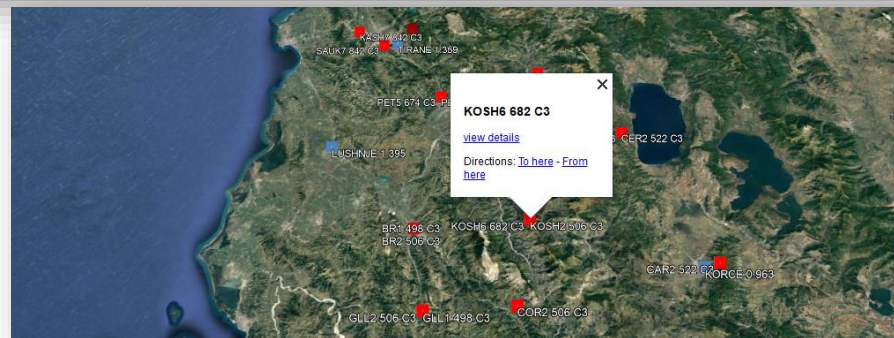 KASH7 842 C3
SAUK7 842 C3
TIRANE 1.359
PET5 674 C3
KOSH6 682 C3
view details
Directions: To here - From
here
CER2 522 C3
LUSHNJE 1.395
BR1 498 C3
BR2 506 C3
KOSH6 682 C3
KOSH2 506 C3
CAR2 522 C3
KORCE 0.963
GLL2 506 C3
GLL1 498 C3
COR2 506 C3